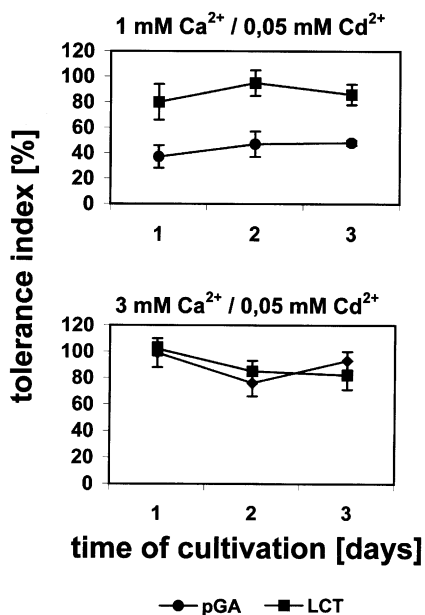 1 mM Ca²⁺ / 0,05 mM Cd²⁺
120
100
80
60
40
20
0
1 2 3
tolerance index [%]
3 mM Ca²⁺ / 0,05 mM Cd²⁺
120
100
80
60
40
20
0
1 2 3
time of cultivation [days]
pGA LCT